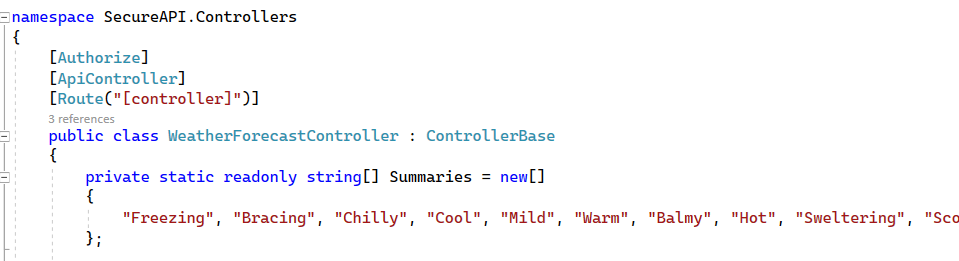 namespace SecureAPI.Controllers
{
[Authorize]
[ApiController]
[Route("[controller]")]
3 references
public class WeatherForecastController : ControllerBase
{
private static readonly string[] Summaries = new[]
{
"Freezing", "Bracing", "Chilly", "Cool", "Mild", "Warm", "Balmy", "Hot", "Sweltering", "Sco
};